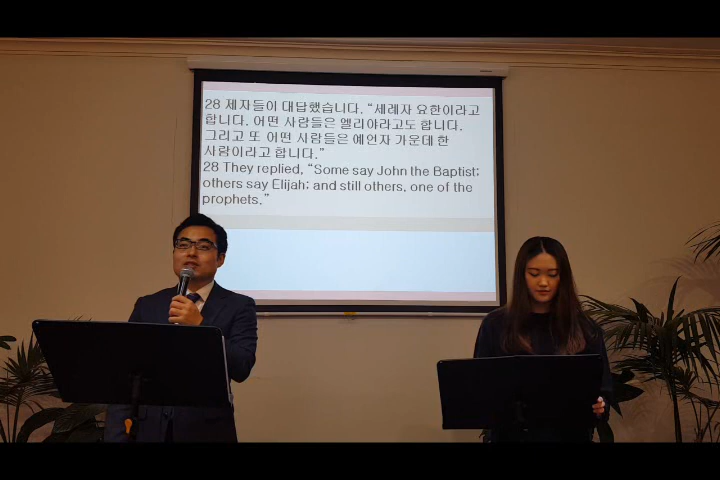 28 제자들이 대답했습니다. “세례자 요한이라고
합니다. 어떤 사람들은 엘리야라고도 합니다.
그리고 또 어떤 사람들은 예언자 가운데 한
사람이라고 합니다.”
28 They replied, “Some say John the Baptist;
others say Elijah; and still others, one of the
prophets.”